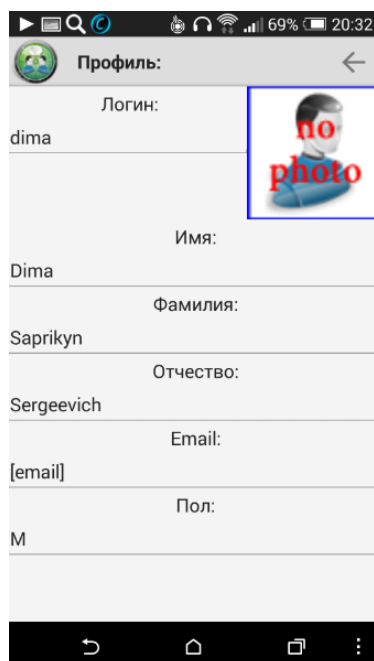 69% 20:32
Профиль:
Логин:
dima
no
photo
Имя:
Dima
Фамилия:
Saprikyn
Отчество:
Sergeevich
Email:
[email]
Пол:
М